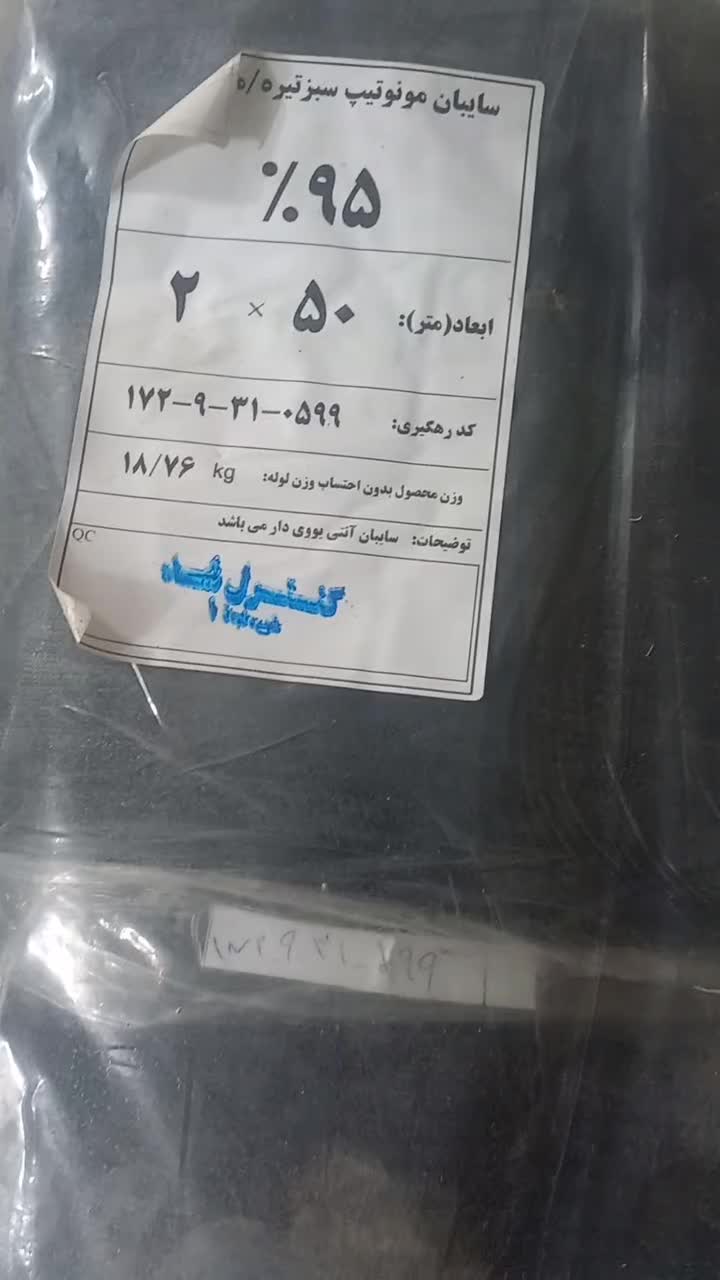 سایبان مونوتیپ سبزتیره/ه
%۹۵
ابعاد(متر): ۵۰ × ۲
کد رهگیری: ۱۷۲-۹-۳۱-۰۵۹۹
وزن محصول بدون احتساب وزن لوله: ۱۸/۷۶ kg
توضیحات: سایبان آنتی یووی دار می باشد
QC
کنترل شد